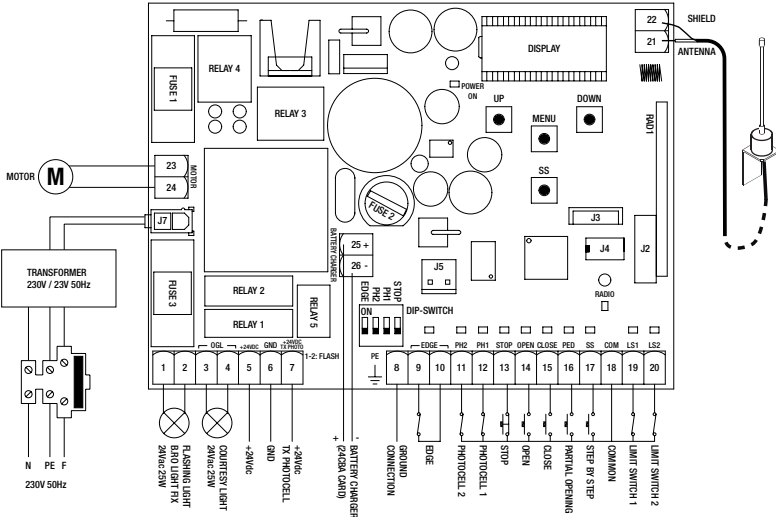 22
SHIELD
21
ANTENNA
DISPLAY
FUSE 1
RELAY 4
POWER
ON
UP
MENU
DOWN
RELAY 3
RAD1
SS
MOTOR
M
23
24
MOTOR
FUSE 2
J7
J3
J4
J2
BATTERY CHARGER
25 +
26 -
J5
TRANSFORMER
230V / 23V 50Hz
FUSE 3
RELAY 2
RELAY 1
RELAY 5
EDGE
PH2
PH1
STOP
ON
DIP-SWITCH
RADIO
OGL
+24VDC
GND
+24VDC
TX PHOTO
1-2: FLASH
PE
EDGE
PH2
PH1
STOP
OPEN
CLOSE
PED
SS
COM
LS1
LS2
1
2
3
4
5
6
7
8
9
10
11
12
13
14
15
16
17
18
19
20
N
PE
F
230V 50Hz
FLASHING LIGHT
B.RO LIGHT FIX
24Vac 25W
COURTESY LIGHT
24Vac 25W
+24Vdc
GND
+24Vdc
TX PHOTOCELL
+
-
BATTERY CHARGER
(24CBA CARD)
GROUND
CONNECTION
EDGE
PHOTOCELL 2
PHOTOCELL 1
STOP
OPEN
CLOSE
PARTIAL OPENING
STEP BY STEP
COMMON
LIMIT SWITCH 1
LIMIT SWITCH 2